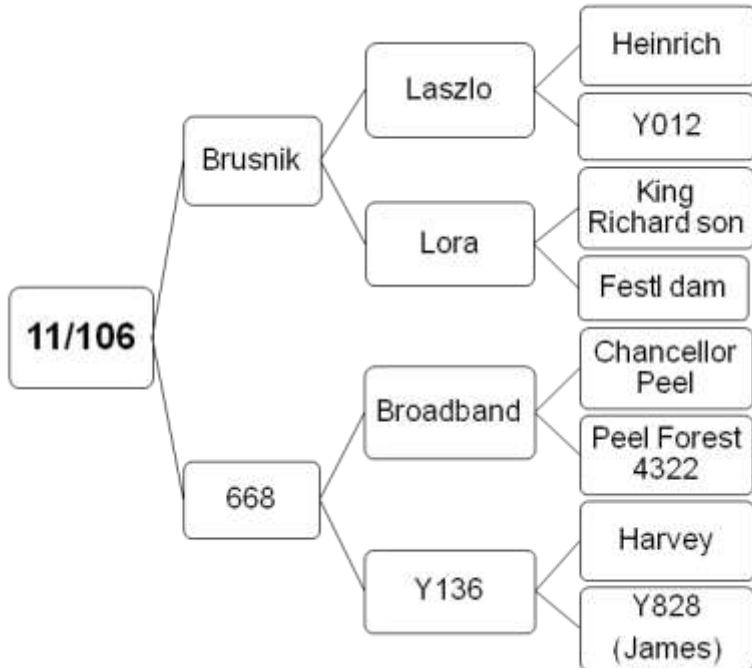 Heinrich
Laszlo
Y012
Brusnik
King
Richard son
Lora
Festl dam
11/106
Chancellor
Peel
Broadband
Peel Forest
4322
668
Harvey
Y136
Y828
(James)